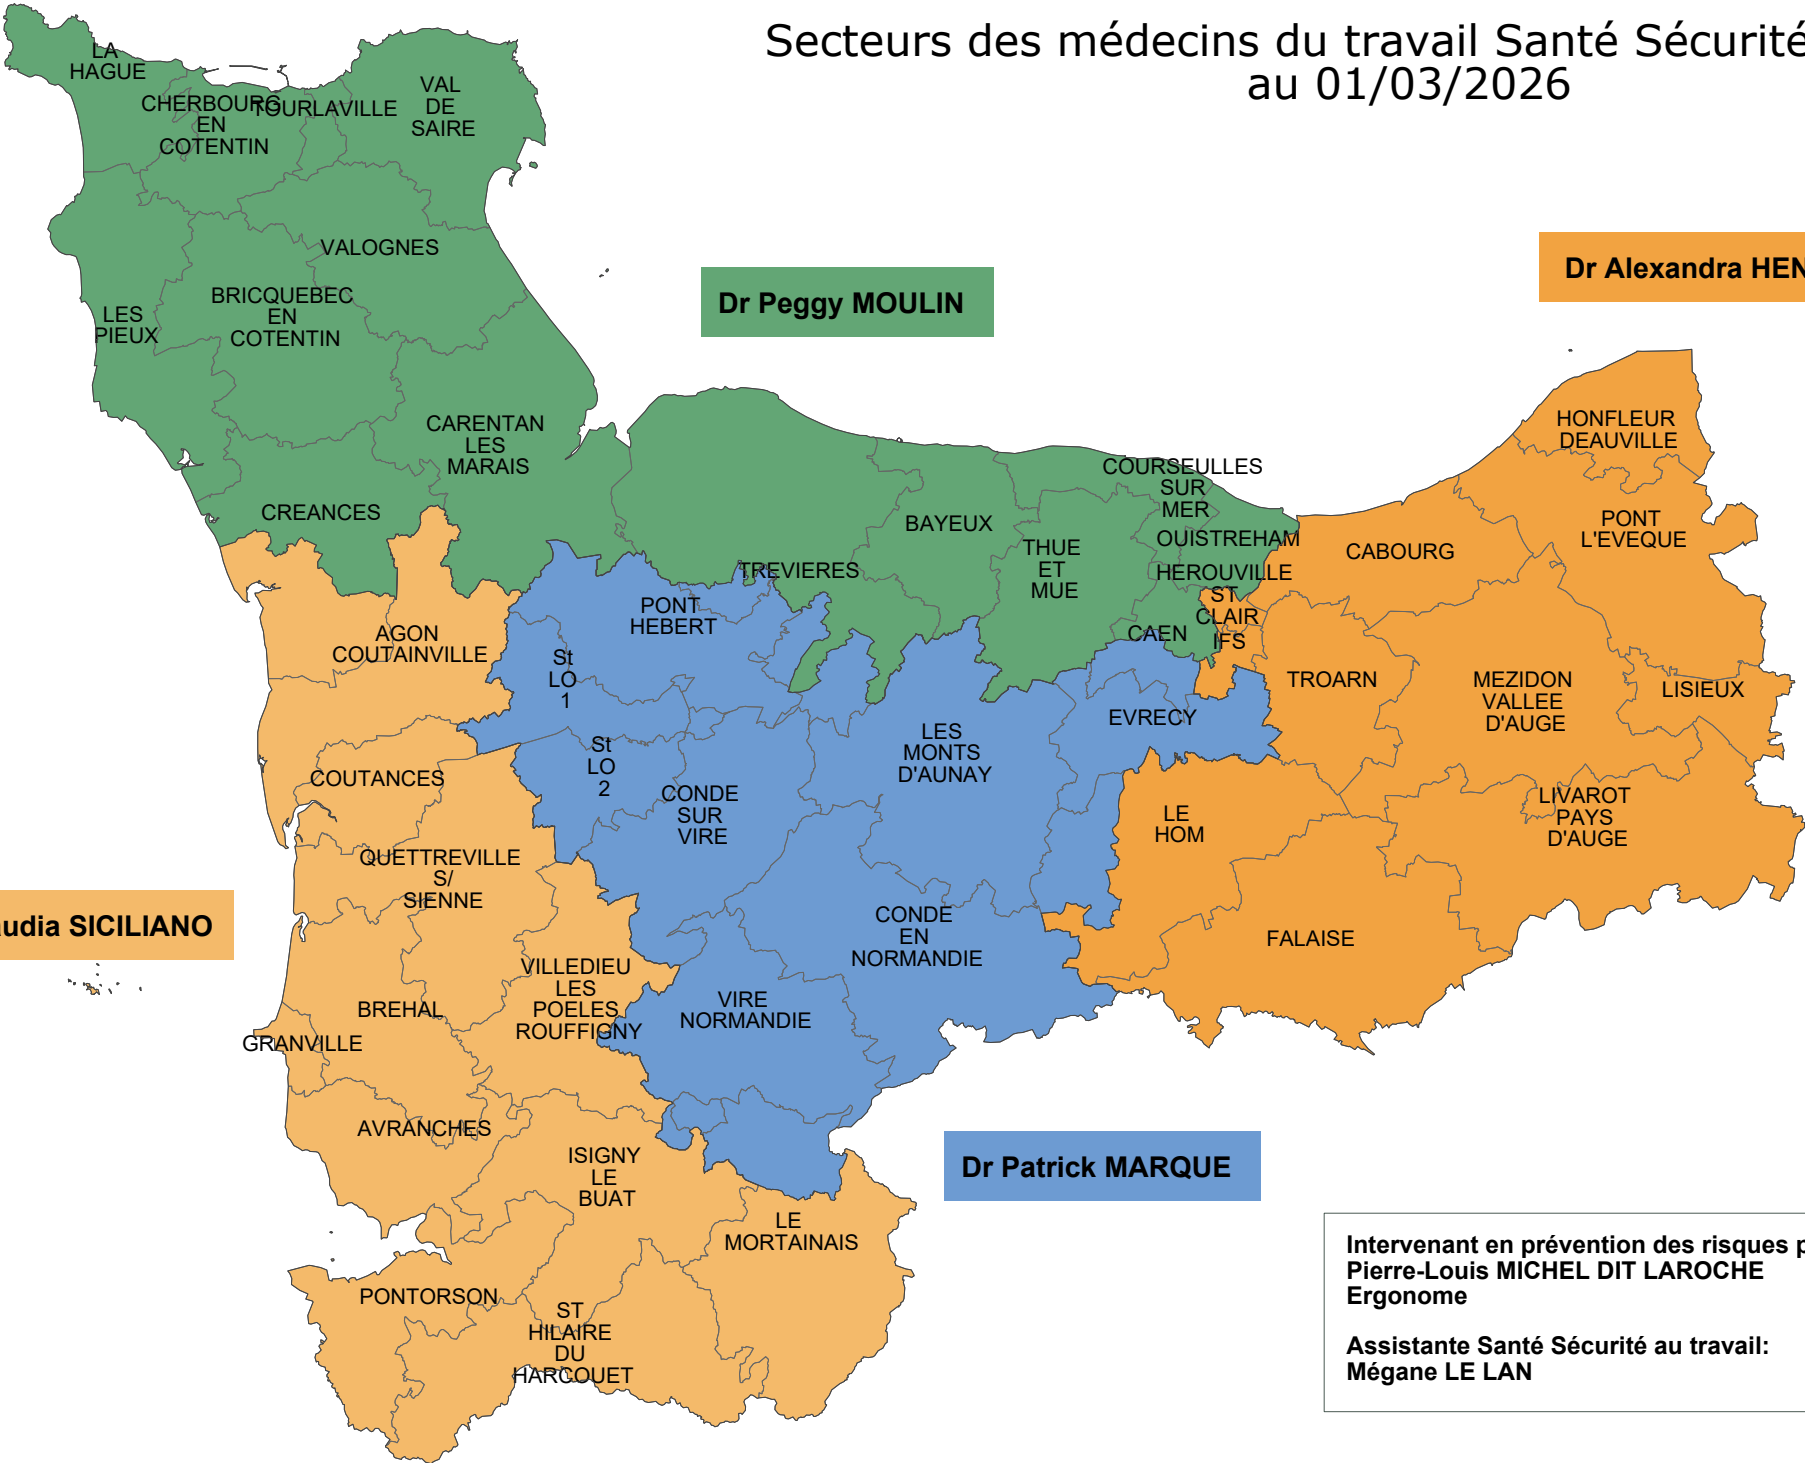 Secteurs des médecins du travail Santé Sécurité
au 01/03/2026
LA
HAGUE
CHERBOURG
EN
COTENTIN
TOURLAVILLE
VAL
DE
SAIRE
VALOGNES
BRICQUEBEC
EN
COTENTIN
LES
PIEUX
CARENTAN
LES
MARAIS
CREANCES
Dr Peggy MOULIN
Dr Alexandra HEN
TREVIERES
BAYEUX
THUE
ET
MUE
COURSEULLES
SUR
MER
OUISTREHAM
HEROUVILLE
ST
CLAIR
CAEN
IFS
HONFLEUR
DEAUVILLE
PONT
L'EVEQUE
CABOURG
TROARN
MEZIDON
VALLEE
D'AUGE
LISIEUX
LIVAROT
PAYS
D'AUGE
LE
HOM
FALAISE
AGON
COUTAINVILLE
PONT
HEBERT
St
LO
1
St
LO
2
CONDE
SUR
VIRE
LES
MONTS
D'AUNAY
EVRECY
CONDE
EN
NORMANDIE
VIRE
NORMANDIE
COUTANCES
QUETTREVILLE
S/
SIENNE
udia SICILIANO
VILLEDIEU
LES
POELES
ROUFFIGNY
BREHAL
GRANVILLE
AVRANCHES
ISIGNY
LE
BUAT
LE
MORTAINAIS
PONTORSON
ST
HILAIRE
DU
HARCOUET
Dr Patrick MARQUE
Intervenant en prévention des risques p
Pierre-Louis MICHEL DIT LAROCHE
Ergonome
Assistante Santé Sécurité au travail:
Mégane LE LAN